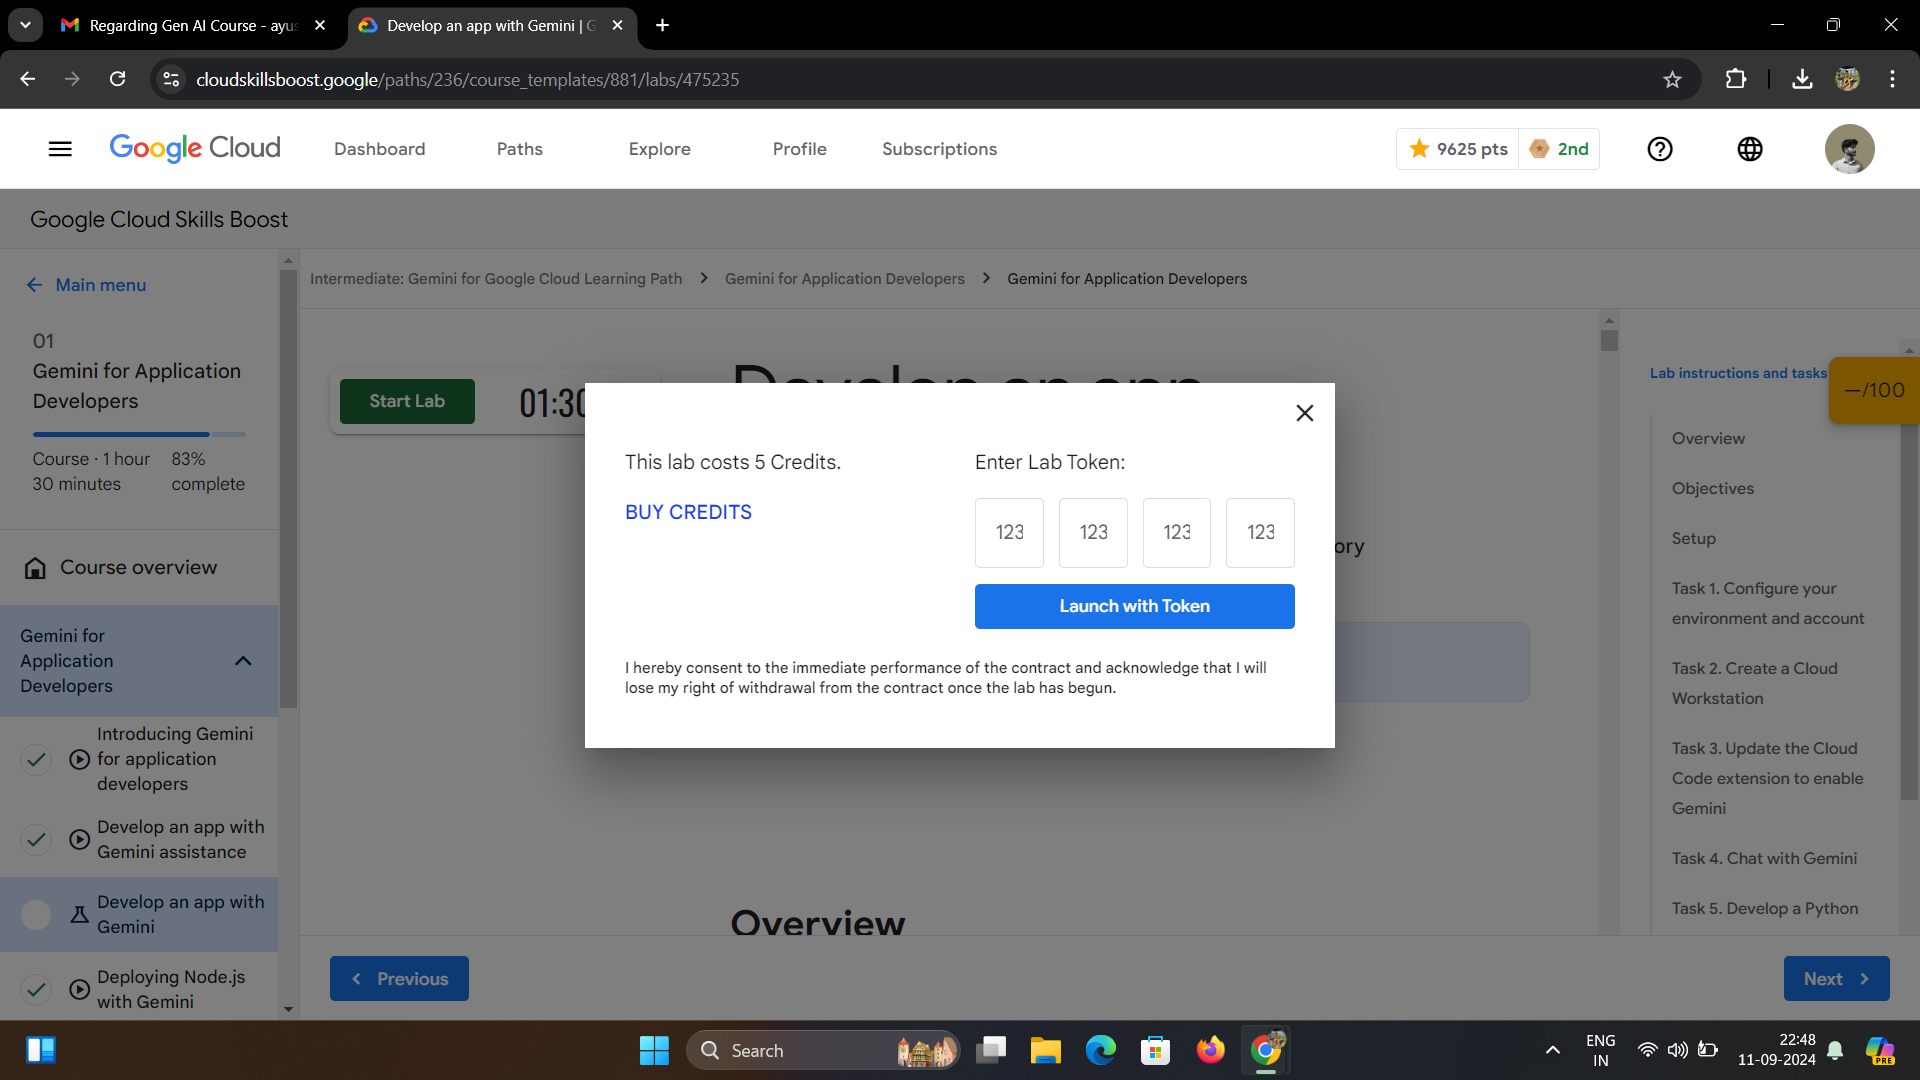 Regarding Gen AI Course - ayus
Develop an app with Gemini | G
cloudskillsboost.google/paths/236/course_templates/881/labs/475235
Google Cloud
Dashboard
Paths
Explore
Profile
Subscriptions
9625 pts
2nd
Google Cloud Skills Boost
Main menu
Intermediate: Gemini for Google Cloud Learning Path
Gemini for Application Developers
Gemini for Application Developers
01
Gemini for Application
Developers
Course · 1 hour
30 minutes
83%
complete
Course overview
Gemini for
Application
Developers
Introducing Gemini
for application
developers
Develop an app with
Gemini assistance
Develop an app with
Gemini
Deploying Node.js
with Gemini
Start Lab
01:30
Develop an app
This lab costs 5 Credits.
BUY CREDITS
Enter Lab Token:
123
123
123
123
Launch with Token
I hereby consent to the immediate performance of the contract and acknowledge that I will
lose my right of withdrawal from the contract once the lab has begun.
ory
Overview
Previous
Next
Lab instructions and tasks
—/100
Overview
Objectives
Setup
Task 1. Configure your
environment and account
Task 2. Create a Cloud
Workstation
Task 3. Update the Cloud
Code extension to enable
Gemini
Task 4. Chat with Gemini
Task 5. Develop a Python
Search
ENG
IN
22:48
11-09-2024
PRE